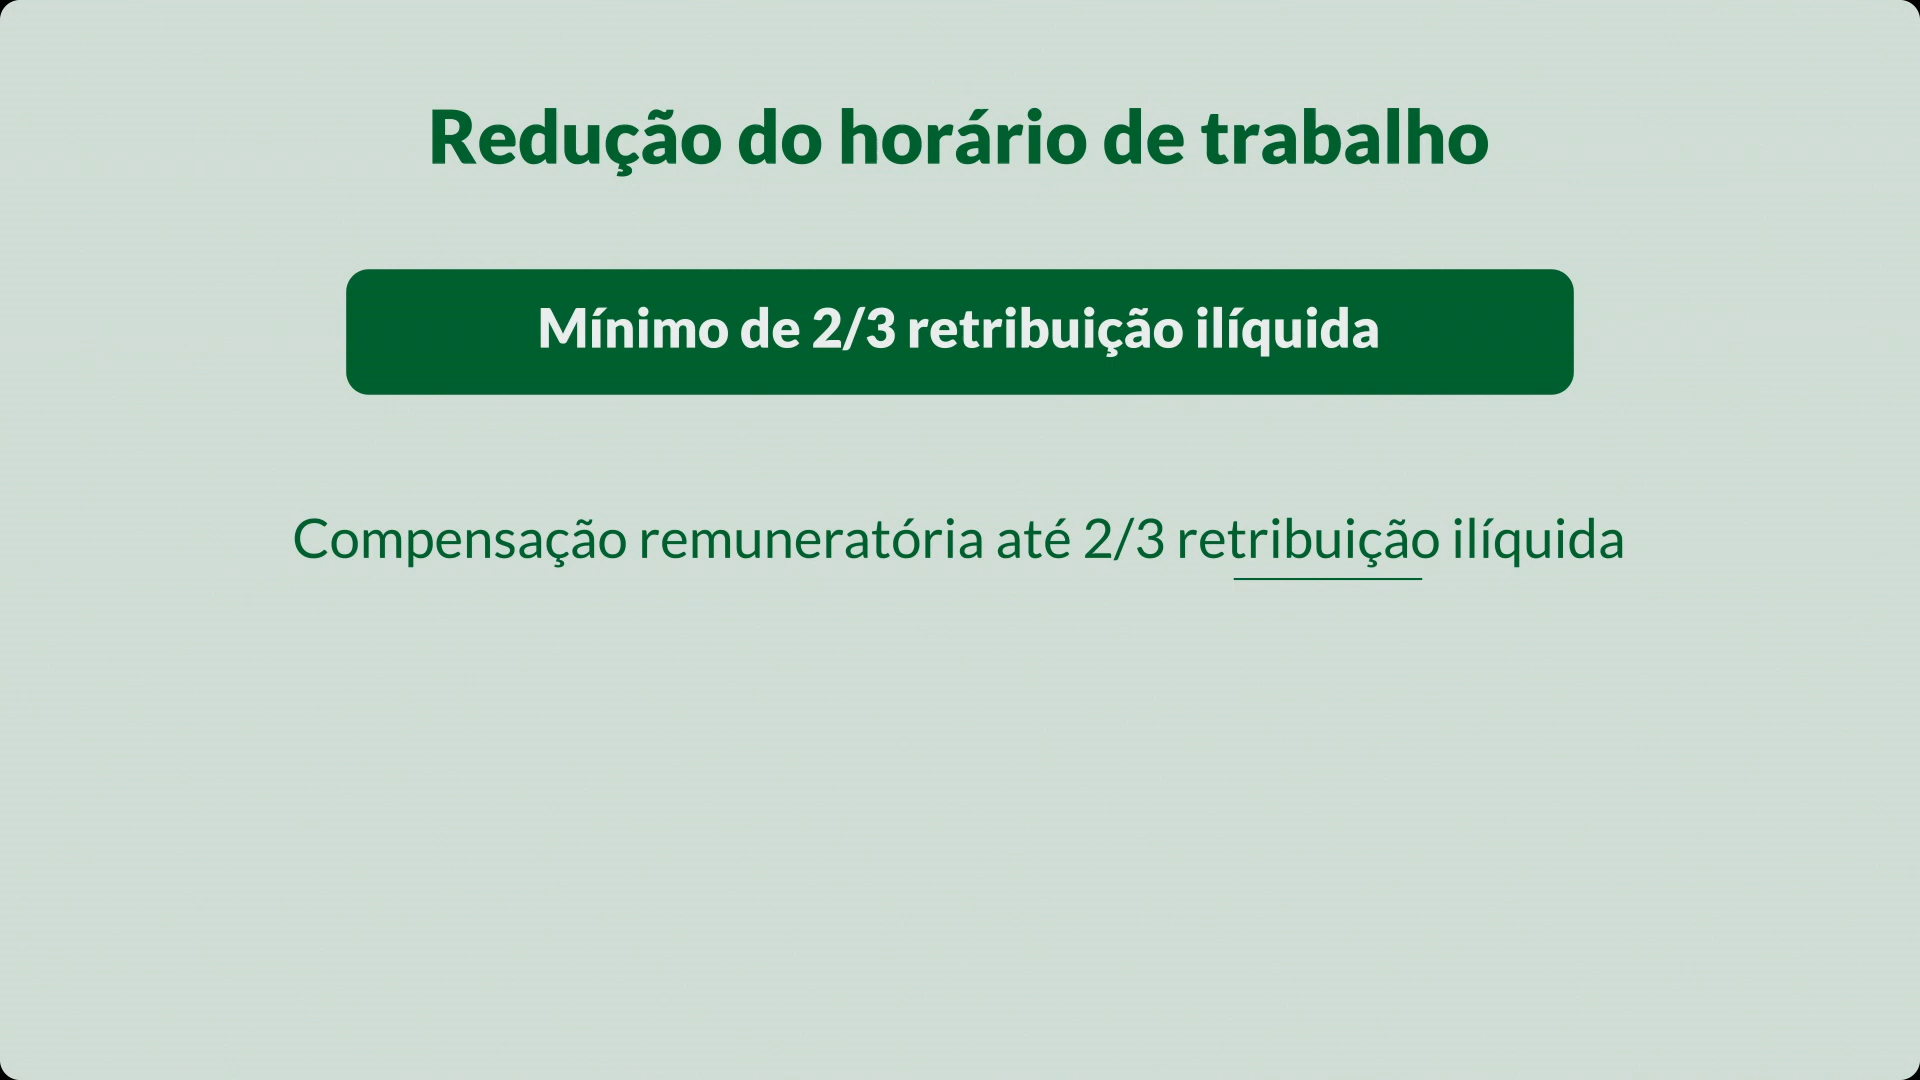 Redução do horário de trabalho
Mínimo de 2/3 retribuição ilíquida
Compensação remuneratória até 2/3 retribuição ilíquida